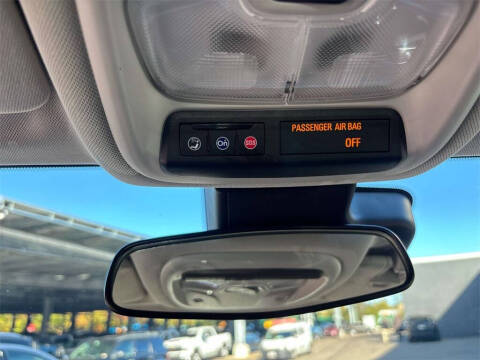 PASSENGER AIR BAG
OFF
On
SOS